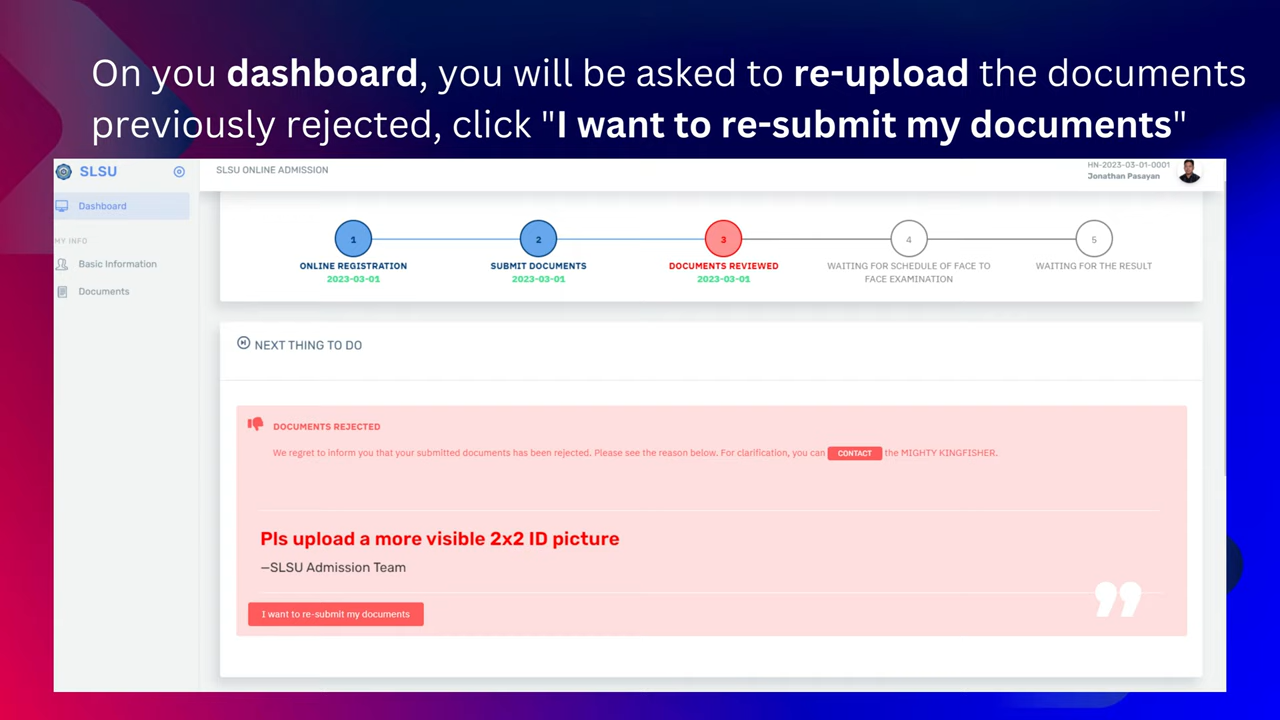 On you dashboard, you will be asked to re-upload the documents
previously rejected, click "I want to re-submit my documents"
SLSU
SLSU ONLINE ADMISSION
HN-2023-03-01-0001
Jonathan Pasayan
Dashboard
MY INFO
Basic Information
Documents
1
2
3
4
5
ONLINE REGISTRATION
2023-03-01
SUBMIT DOCUMENTS
2023-03-01
DOCUMENTS REVIEWED
2023-03-01
WAITING FOR SCHEDULE OF FACE TO
FACE EXAMINATION
WAITING FOR THE RESULT
NEXT THING TO DO
DOCUMENTS REJECTED
We regret to inform you that your submitted documents has been rejected. Please see the reason below. For clarification, you can CONTACT the MIGHTY KINGFISHER.
Pls upload a more visible 2x2 ID picture
—SLSU Admission Team
I want to re-submit my documents